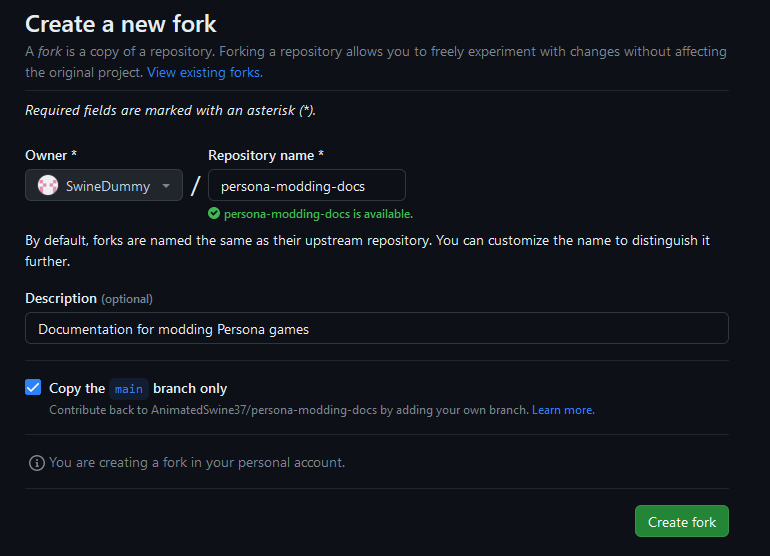 Create a new fork
A fork is a copy of a repository. Forking a repository allows you to freely experiment with changes without affecting
the original project. View existing forks.
Required fields are marked with an asterisk (*).
Owner *
Repository name *
SwineDummy
/
persona-modding-docs
persona-modding-docs is available.
By default, forks are named the same as their upstream repository. You can customize the name to distinguish it
further.
Description (optional)
Documentation for modding Persona games
Copy the main branch only
Contribute back to AnimatedSwine37/persona-modding-docs by adding your own branch. Learn more.
You are creating a fork in your personal account.
Create fork